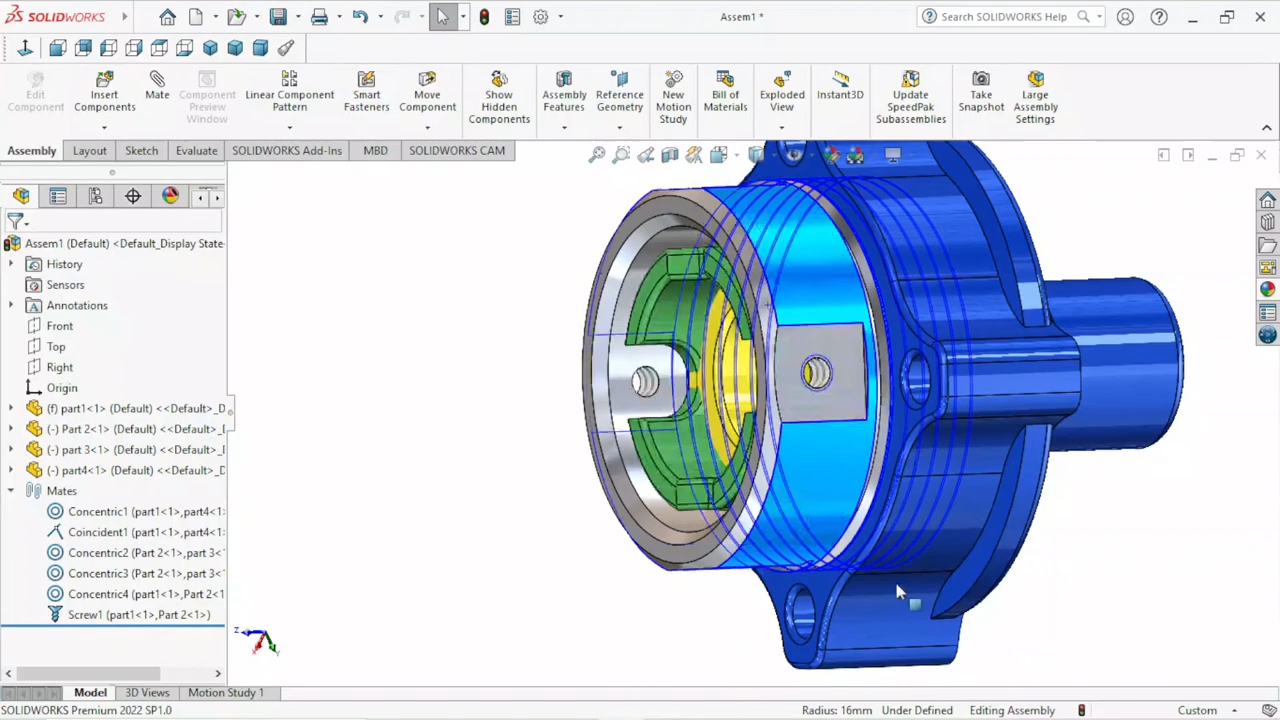 SOLIDWORKS
Assem1 *
Search SOLIDWORKS Help
Edit Component
Insert Components
Mate
Component Preview Window
Linear Component Pattern
Smart Fasteners
Move Component
Show Hidden Components
Assembly Features
Reference Geometry
New Motion Study
Bill of Materials
Exploded View
Instant3D
Update SpeedPak Subassemblies
Take Snapshot
Large Assembly Settings
Assembly
Layout
Sketch
Evaluate
SOLIDWORKS Add-Ins
MBD
SOLIDWORKS CAM
Assem1 (Default) <Default_Display State
History
Sensors
Annotations
Front
Top
Right
Origin
(f) part1<1> (Default) <<Default>_D
(-) Part 2<1> (Default) <<Default>_
(-) part 3<1> (Default) <<Default>_
(-) part4<1> (Default) <<Default>_D
Mates
Concentric1 (part1<1>,part4<1>
Coincident1 (part1<1>,part4<1>
Concentric2 (Part 2<1>,part 3<
Concentric3 (Part 2<1>,part 3<
Concentric4 (part1<1>,Part 2<1
Screw1 (part1<1>,Part 2<1>)
Z
Model
3D Views
Motion Study 1
SOLIDWORKS Premium 2022 SP1.0
Radius: 16mm
Under Defined
Editing Assembly
Custom